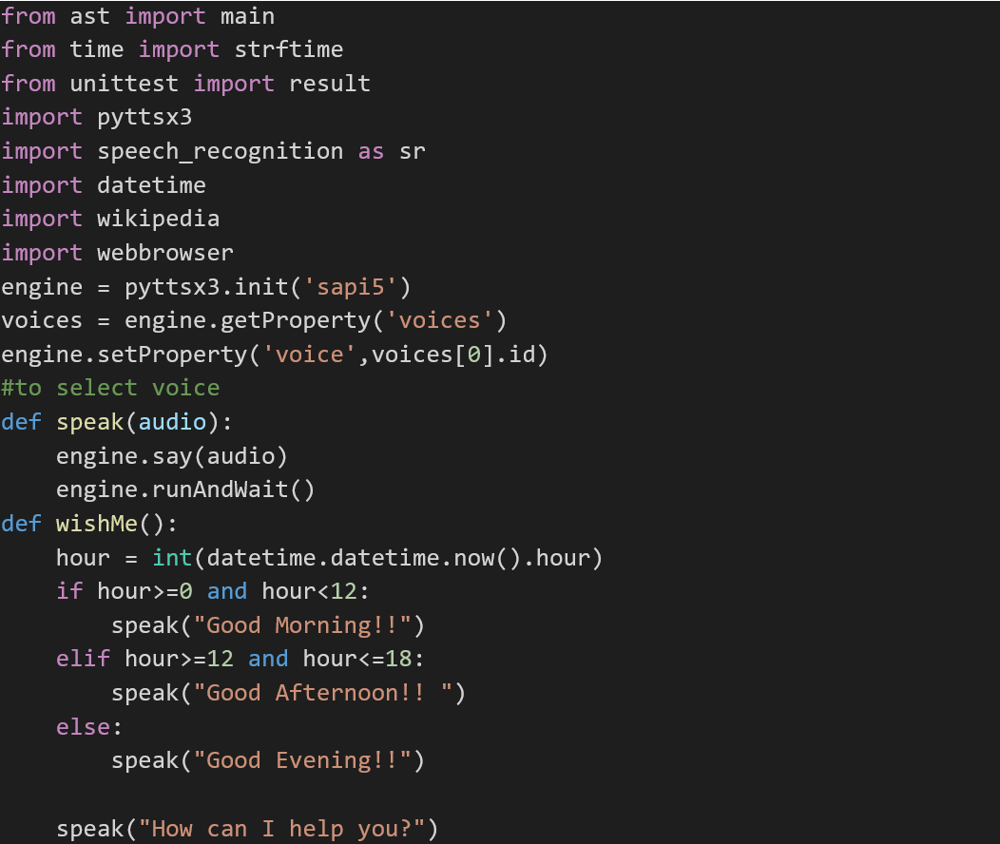 from ast import main
from time import strftime
from unittest import result
import pyttsx3
import speech_recognition as sr
import datetime
import wikipedia
import webbrowser
engine = pyttsx3.init('sapi5')
voices = engine.getProperty('voices')
engine.setProperty('voice',voices[0].id)
#to select voice
def speak(audio):
    engine.say(audio)
    engine.runAndWait()
def wishMe():
    hour = int(datetime.datetime.now().hour)
    if hour>=0 and hour<12:
        speak("Good Morning!!")
    elif hour>=12 and hour<=18:
        speak("Good Afternoon!! ")
    else:
        speak("Good Evening!!")

    speak("How can I help you?")